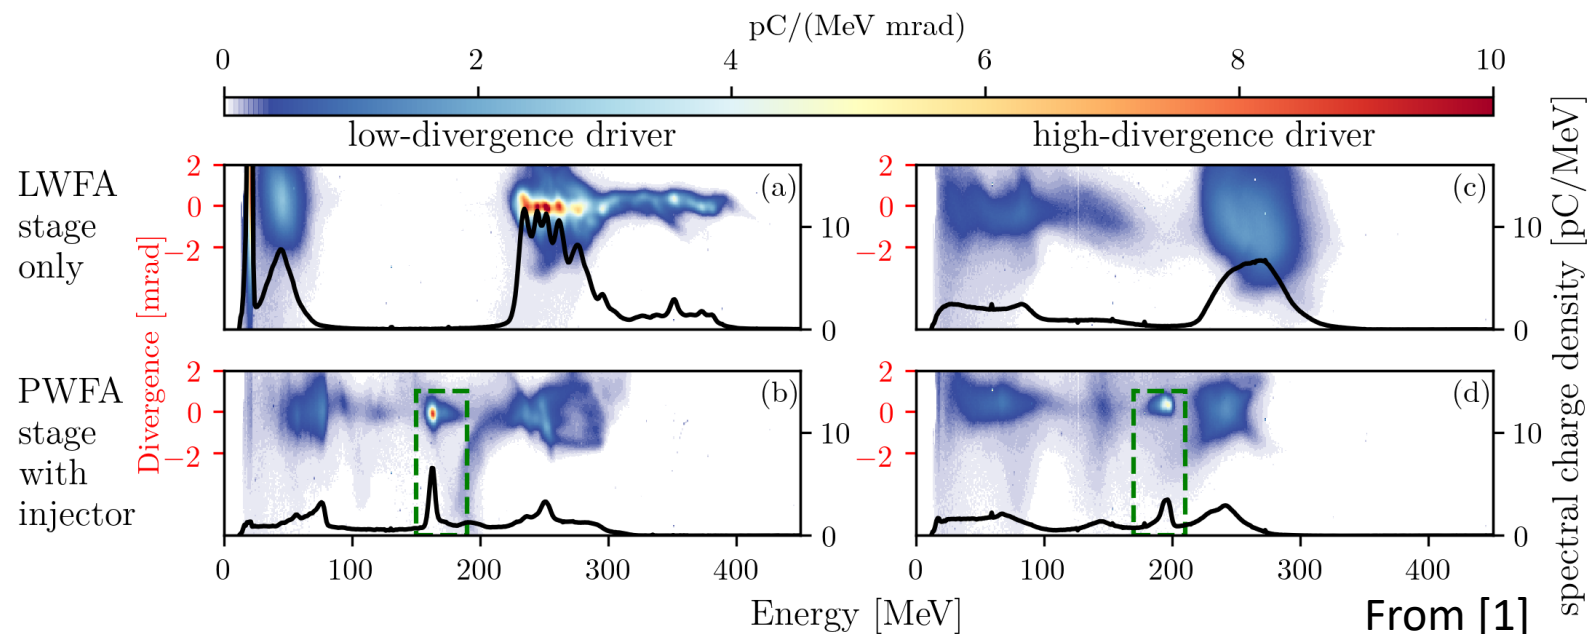 pC/(MeV mrad)
0 2 4 6 8 10
low-divergence driver high-divergence driver
LWFA
stage
only
2
0
−2
(a)
10
0
2
0
−2
(c)
10
0
PWFA
stage
with
injector
2
0
−2
(b)
10
0
2
0
−2
(d)
10
0
Divergence [mrad]
spectral charge density [pC/MeV]
0 100 200 300 400
0 100 200 300 400
Energy [MeV]
From [1]